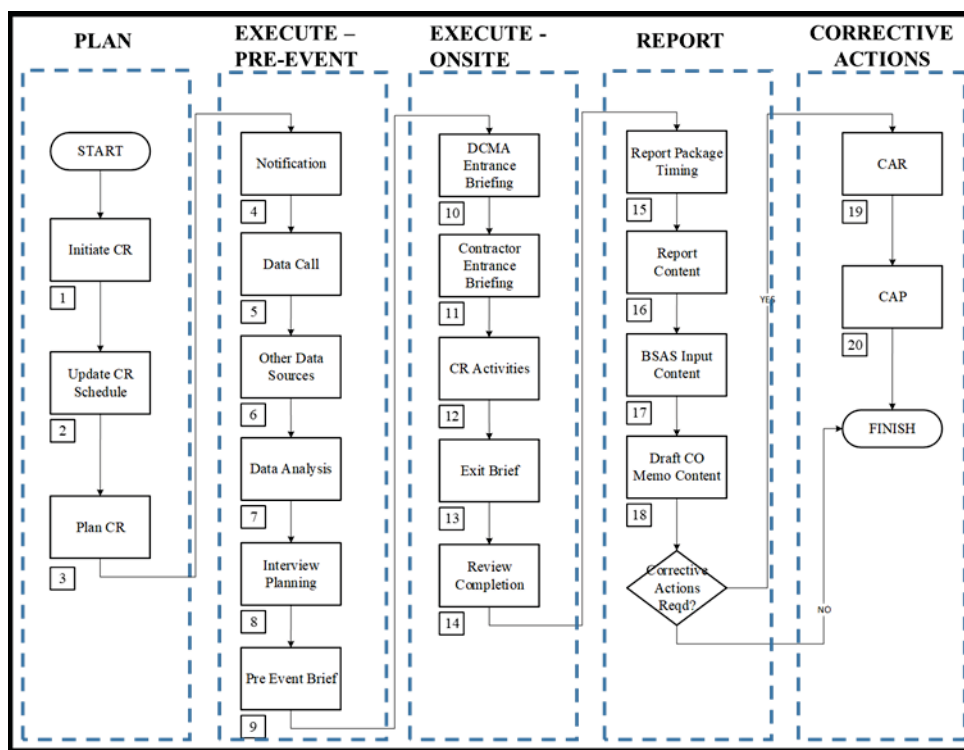 PLAN
START
Initiate CR
1
Update CR
Schedule
2
Plan CR
3
EXECUTE –
PRE-EVENT
Notification
4
Data Call
5
Other Data
Sources
6
Data Analysis
7
Interview
Planning
8
Pre Event Brief
9
EXECUTE -
ONSITE
DCMA
Entrance
Briefing
10
Contractor
Entrance
Briefing
11
CR Activities
12
Exit Brief
13
Review
Completion
14
REPORT
Report Package
Timing
15
Report
Content
16
BSAS Input
Content
17
Draft CO
Memo Content
18
Corrective
Actions
Reqd?
YES
NO
CORRECTIVE
ACTIONS
CAR
19
CAP
20
FINISH